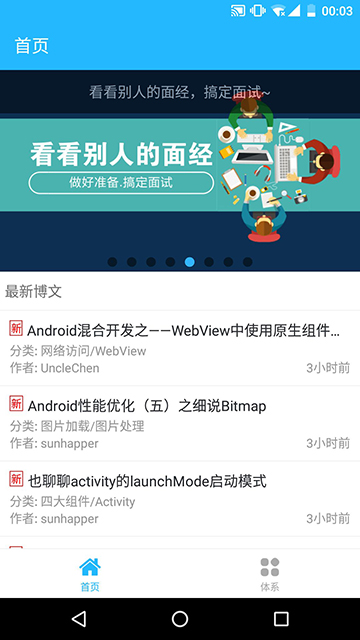 00:03
首页
看看别人的面经，搞定面试~
看看别人的面经
做好准备.搞定面试
最新博文
新 Android混合开发之——WebView中使用原生组件…
分类: 网络访问/WebView
作者: UncleChen 3小时前
新 Android性能优化（五）之细说Bitmap
分类: 图片加载/图片处理
作者: sunhapper 3小时前
新 也聊聊activity的launchMode启动模式
分类: 四大组件/Activity
作者: sunhapper 3小时前
首页 体系